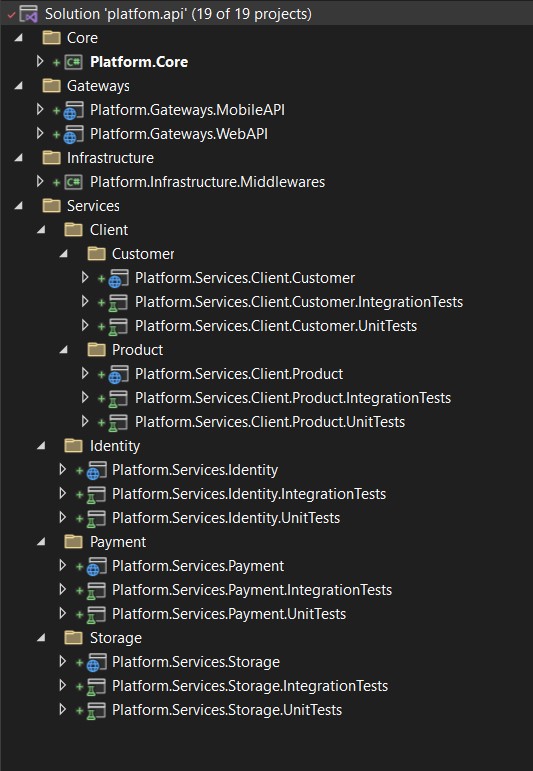 Solution 'platfom.api' (19 of 19 projects)
Core
C# Platform.Core
Gateways
Platform.Gateways.MobileAPI
Platform.Gateways.WebAPI
Infrastructure
C# Platform.Infrastructure.Middlewares
Services
Client
Customer
Platform.Services.Client.Customer
Platform.Services.Client.Customer.IntegrationTests
Platform.Services.Client.Customer.UnitTests
Product
Platform.Services.Client.Product
Platform.Services.Client.Product.IntegrationTests
Platform.Services.Client.Product.UnitTests
Identity
Platform.Services.Identity
Platform.Services.Identity.IntegrationTests
Platform.Services.Identity.UnitTests
Payment
Platform.Services.Payment
Platform.Services.Payment.IntegrationTests
Platform.Services.Payment.UnitTests
Storage
Platform.Services.Storage
Platform.Services.Storage.IntegrationTests
Platform.Services.Storage.UnitTests